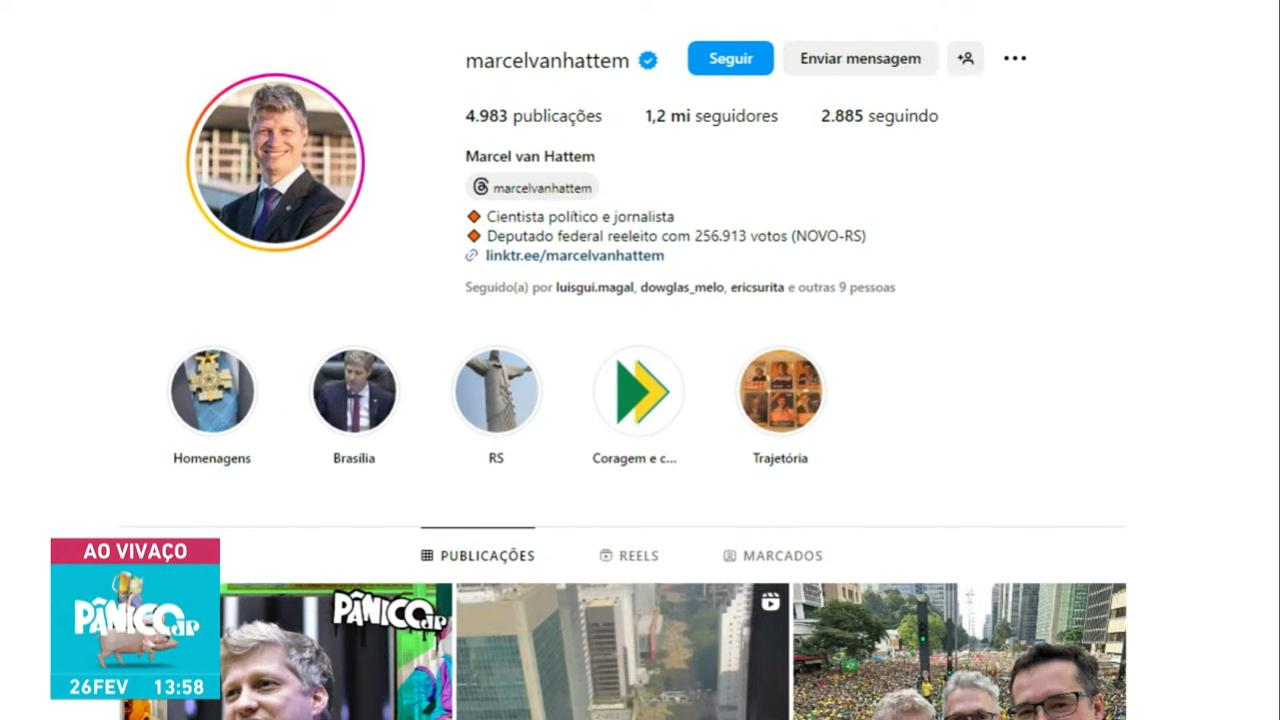 marcelvanhattem
Seguir
Enviar mensagem
4.983 publicações
1,2 mi seguidores
2.885 seguindo
Marcel van Hattem
marcelvanhattem
Cientista político e jornalista
Deputado federal reeleito com 256.913 votos (NOVO-RS)
linktr.ee/marcelvanhattem
Seguido(a) por luisgui.magal, dowglas_melo, ericsurita e outras 9 pessoas
Homenagens
Brasília
RS
Coragem e c...
Trajetória
PUBLICAÇÕES
REELS
MARCADOS
AO VIVAÇO
PÂNICO JP
26FEV 13:58
PÂNICO JP